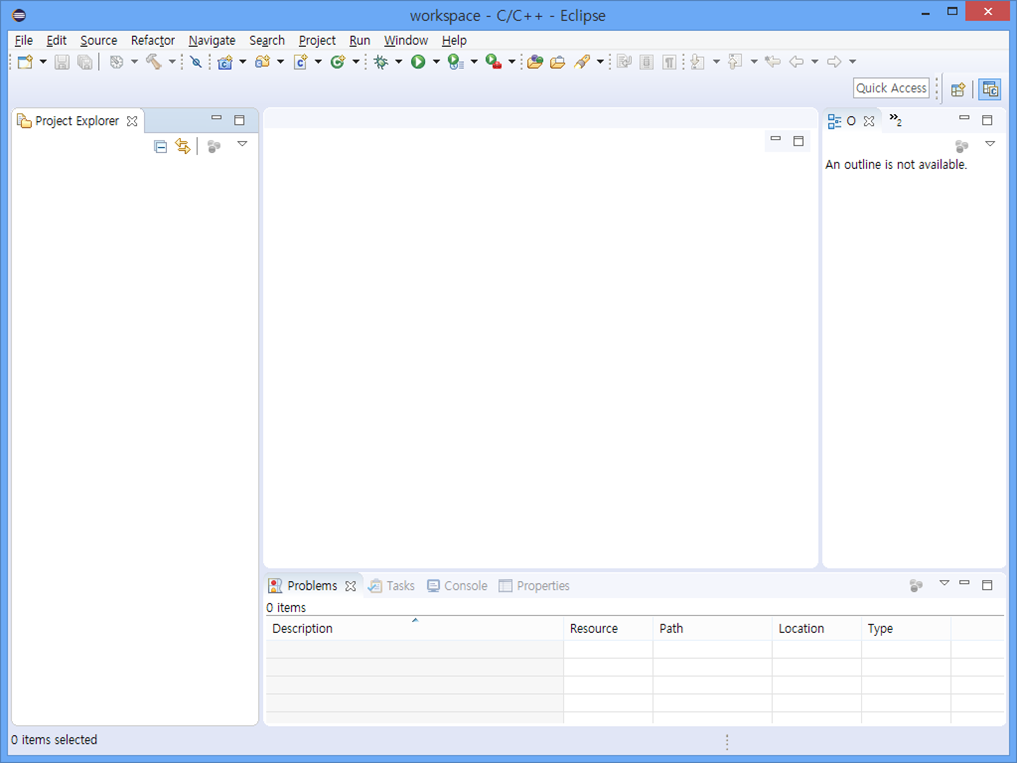 workspace - C/C++ - Eclipse
File Edit Source Refactor Navigate Search Project Run Window Help
Quick Access
Project Explorer
O
»2
An outline is not available.
Problems Tasks Console Properties
0 items
Description Resource Path Location Type
0 items selected